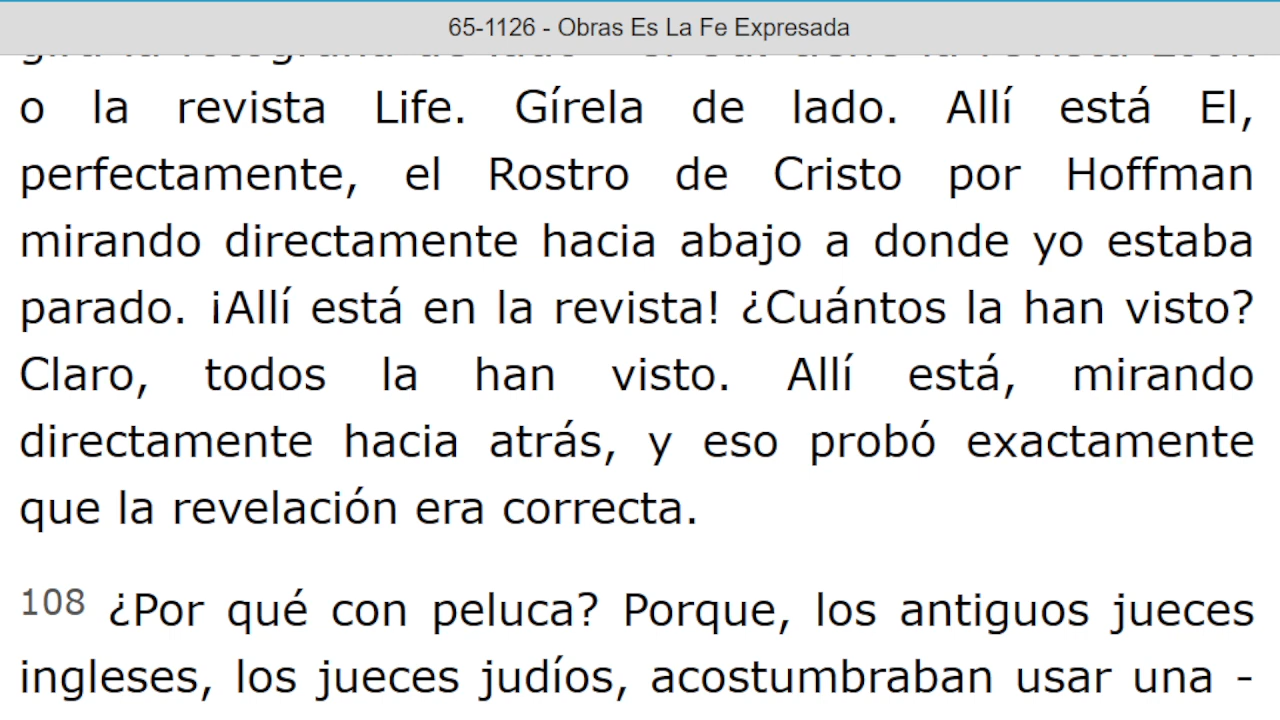 65-1126 - Obras Es La Fe Expresada
o la revista Life. Gírela de lado. Allí está El,
perfectamente, el Rostro de Cristo por Hoffman
mirando directamente hacia abajo a donde yo estaba
parado. ¡Allí está en la revista! ¿Cuántos la han visto?
Claro, todos la han visto. Allí está, mirando
directamente hacia atrás, y eso probó exactamente
que la revelación era correcta.
108 ¿Por qué con peluca? Porque, los antiguos jueces
ingleses, los jueces judíos, acostumbraban usar una -